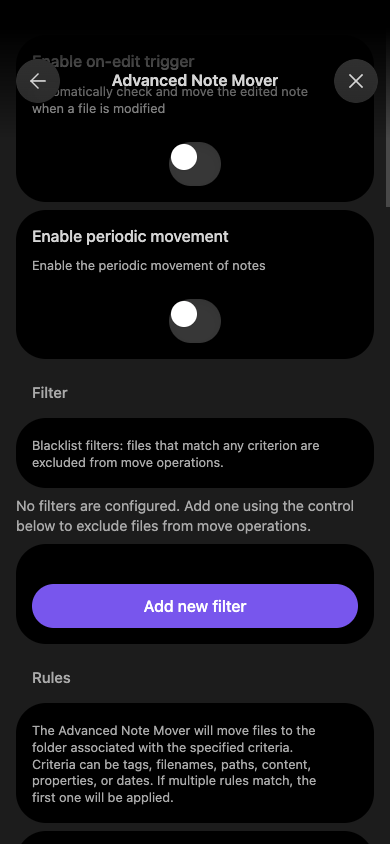 Enable on-edit trigger
Advanced Note Mover
Automatically check and move the edited note
when a file is modified
Enable periodic movement
Enable the periodic movement of notes
Filter
Blacklist filters: files that match any criterion are
excluded from move operations.
No filters are configured. Add one using the control
below to exclude files from move operations.
Add new filter
Rules
The Advanced Note Mover will move files to the
folder associated with the specified criteria.
Criteria can be tags, filenames, paths, content,
properties, or dates. If multiple rules match, the
first one will be applied.